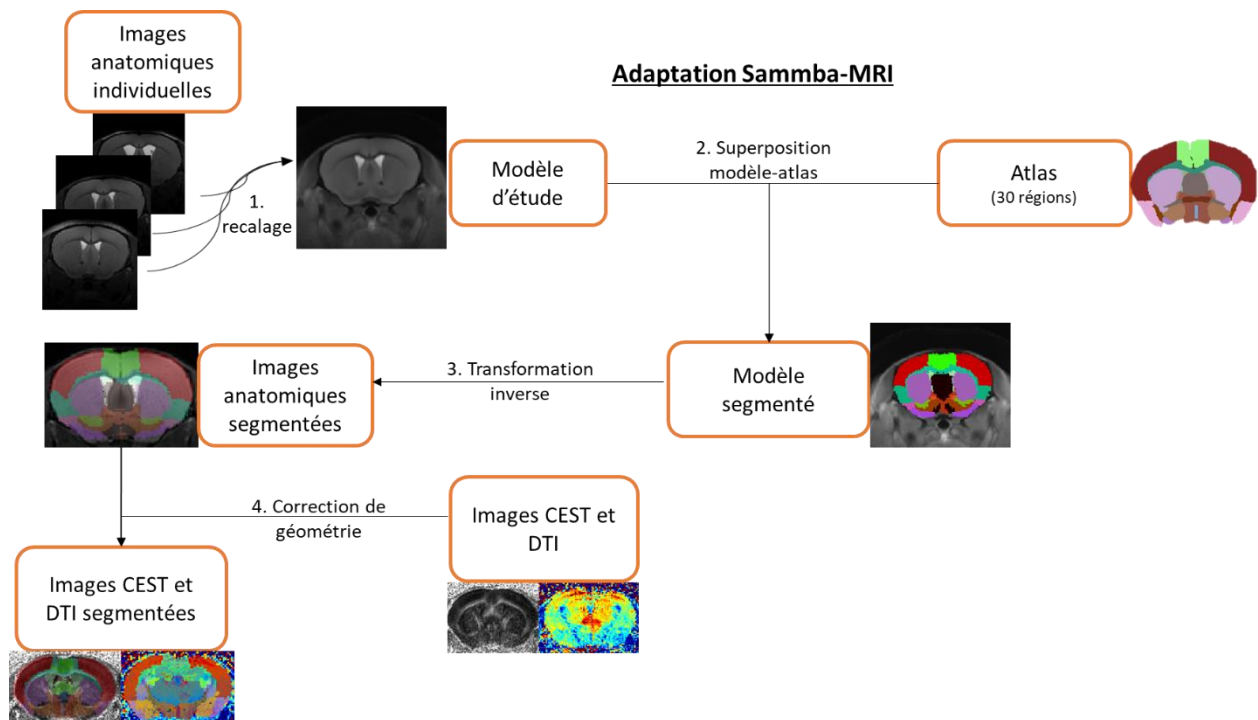 Images
anatomiques
individuelles
Adaptation Sammba-MRI
1.
recalage
Modèle
d'étude
2. Superposition
modèle-atlas
Atlas
(30 régions)
Images
anatomiques
segmentées
3. Transformation
inverse
Modèle
segmenté
4. Correction de
géométrie
Images CEST et
DTI
Images CEST et
DTI segmentées